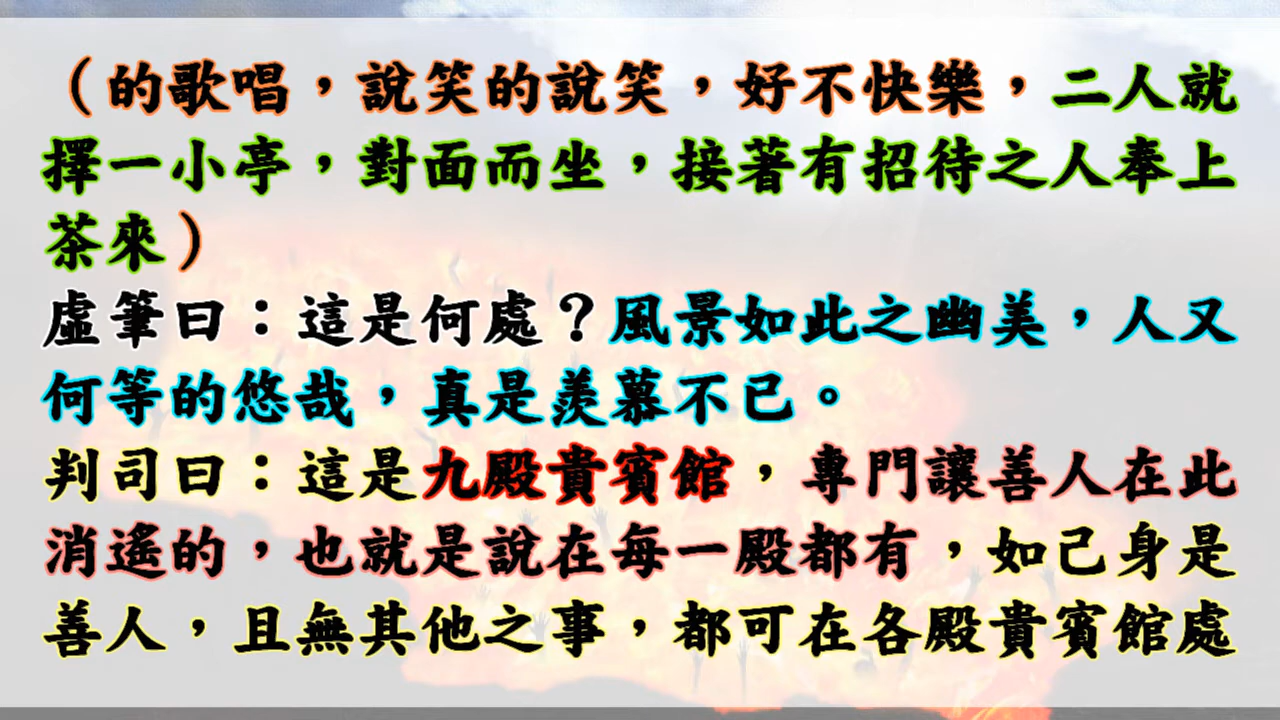 （的歌唱，說笑的說笑，好不快樂，二人就
擇一小亭，對面而坐，接著有招待之人奉上
茶來）
虛筆曰：這是何處？風景如此之幽美，人又
何等的悠哉，真是羨慕不已。
判司曰：這是九殿貴賓館，專門讓善人在此
消遙的，也就是說在每一殿都有，如己身是
善人，且無其他之事，都可在各殿貴賓館處